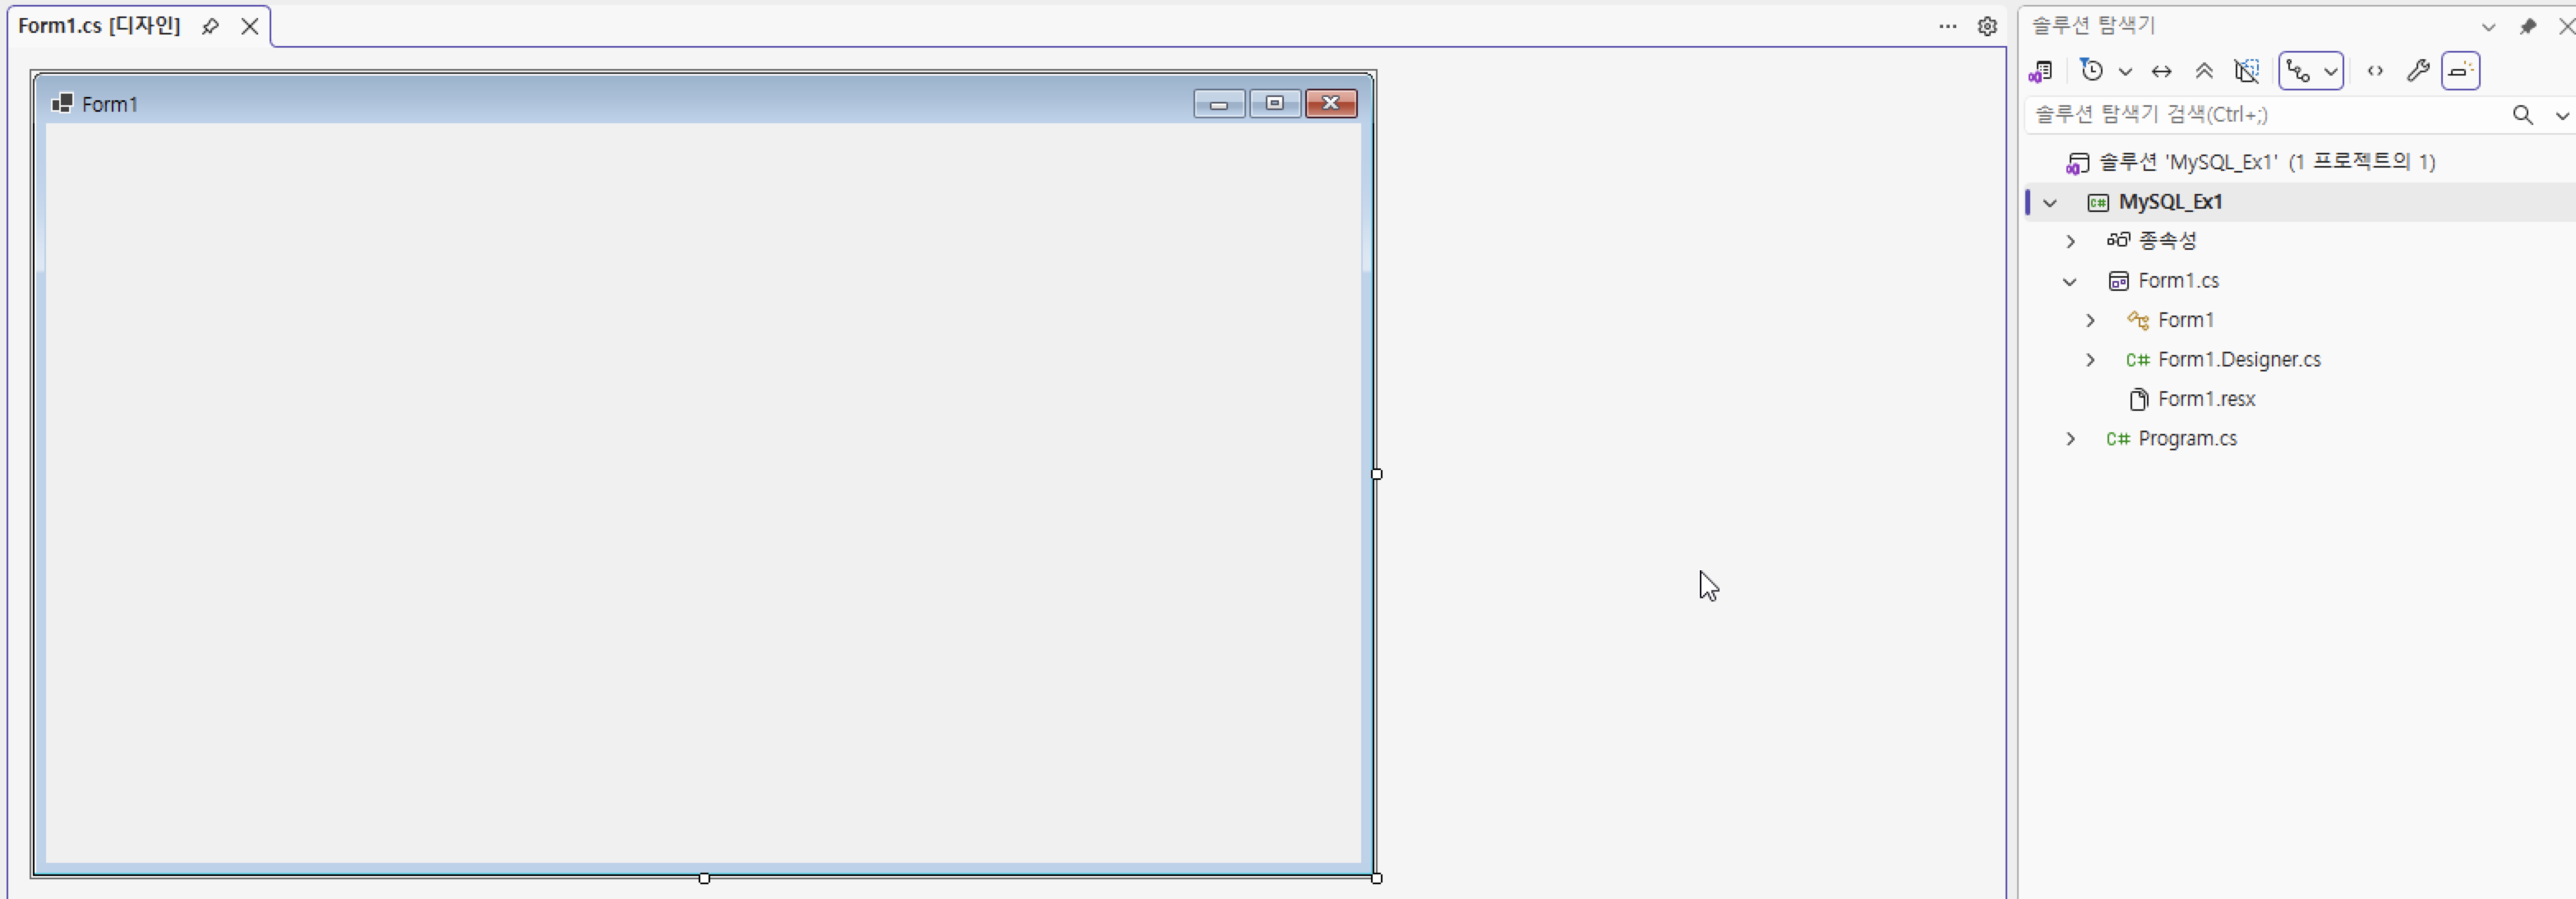 Form1.cs [디자인]
Form1
솔루션 탐색기
솔루션 탐색기 검색(Ctrl+;)
솔루션 'MySQL_Ex1' (1 프로젝트의 1)
C# MySQL_Ex1
종속성
Form1.cs
Form1
C# Form1.Designer.cs
Form1.resx
C# Program.cs